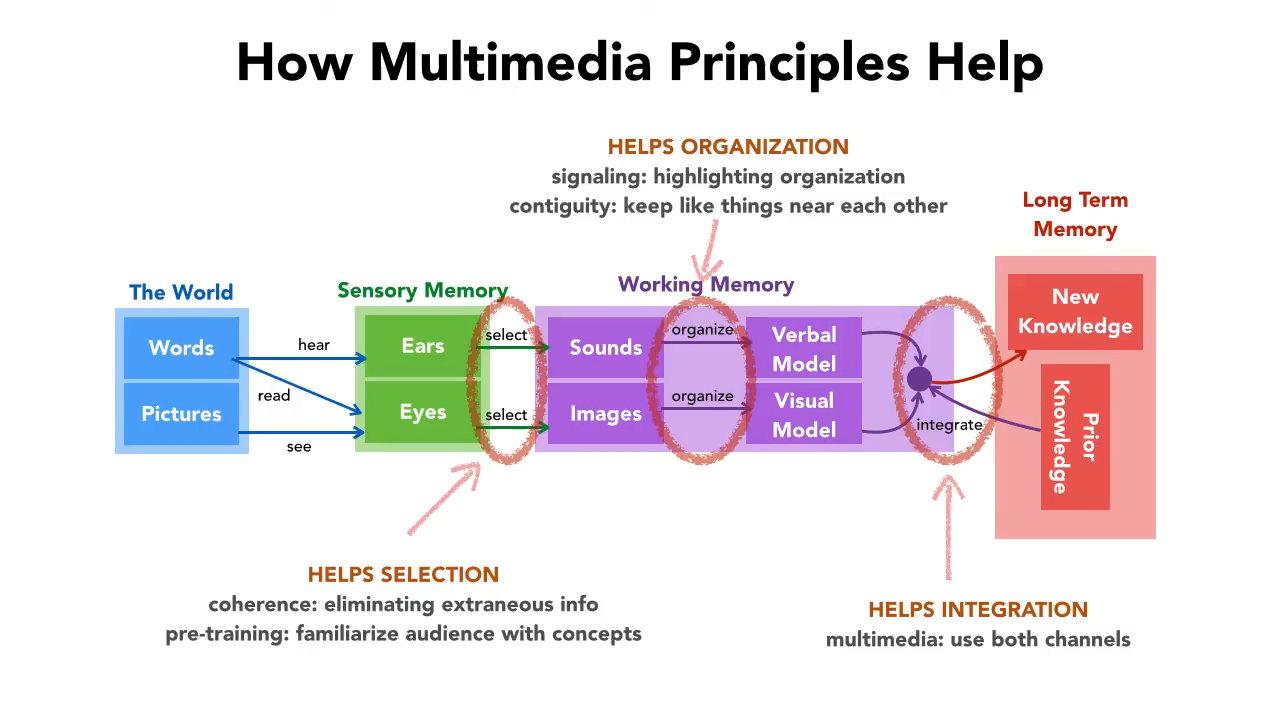 How Multimedia Principles Help
HELPS ORGANIZATION
signaling: highlighting organization
contiguity: keep like things near each other
Long Term
Memory
The World
Sensory Memory
Working Memory
Words
Pictures
hear
read
see
Ears
Eyes
select
select
Sounds
Images
organize
organize
Verbal
Model
Visual
Model
integrate
New
Knowledge
Prior
Knowledge
HELPS SELECTION
coherence: eliminating extraneous info
pre-training: familiarize audience with concepts
HELPS INTEGRATION
multimedia: use both channels